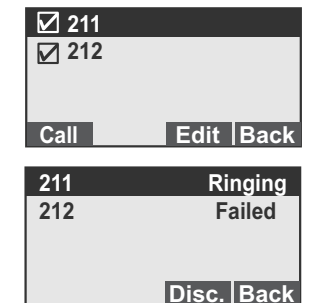 ☑ 211
☑ 212
Call Edit Back
211 Ringing
212 Failed
Disc. Back